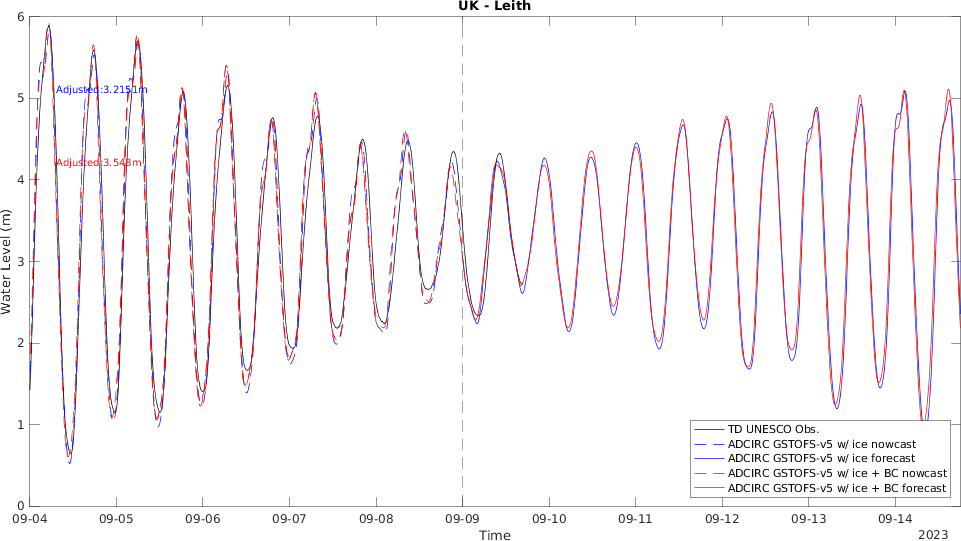 UK - Leith
6
5
4
3
2
1
0
Water Level (m)
Adjusted:3.2151m
Adjusted:3.543m
TD UNESCO Obs.
ADCIRC GSTOFS-v5 w/ ice nowcast
ADCIRC GSTOFS-v5 w/ ice forecast
ADCIRC GSTOFS-v5 w/ ice + BC nowcast
ADCIRC GSTOFS-v5 w/ ice + BC forecast
09-04 09-05 09-06 09-07 09-08 09-09 09-10 09-11 09-12 09-13 09-14
Time
2023